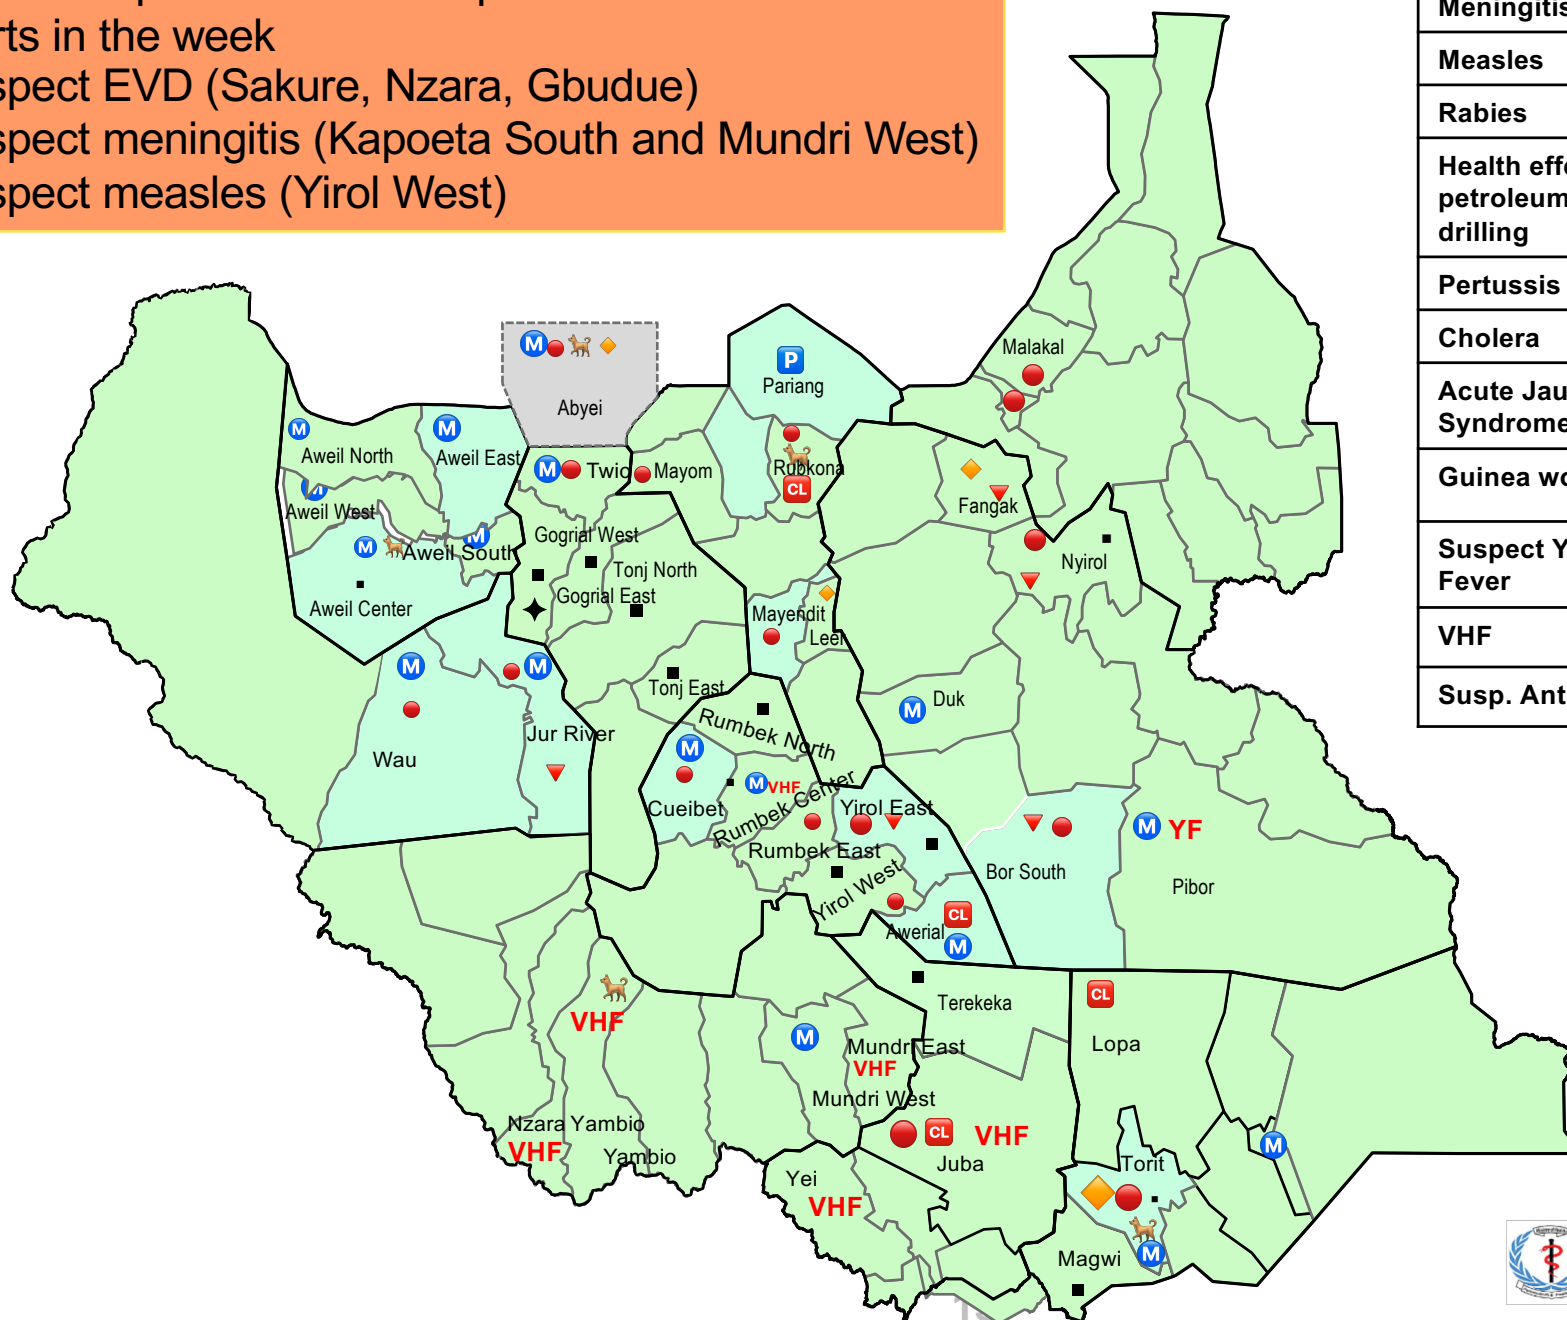 rts in the week
spect EVD (Sakure, Nzara, Gbudue)
spect meningitis (Kapoeta South and Mundri West)
spect measles (Yirol West)
Meningitis
Measles
Rabies
Health effe
petroleum
drilling
Pertussis
Cholera
Acute Jau
Syndrome
Guinea wo
Suspect Y
Fever
VHF
Susp. Ant
Malakal
M
Abyei
P
Pariang
M
Aweil North
M
Aweil East
M
Twic
Mayom
Rubkona
CL
Fangak
M
Aweil West
M
Aweil South
M
Aweil Center
Gogrial West
Tonj North
Gogrial East
Nyirol
Mayendit
Leer
M
M
Tonj East
M
Duk
Rumbek North
Jur River
Wau
M
Cueibet
M VHF
Rumbek Center
Yirol East
Rumbek East
Yirol West
Bor South
M YF
Pibor
CL
Awerial
M
Terekeka
CL
Lopa
VHF
M
Mundri East
VHF
Mundri West
Nzara Yambio
VHF
Yambio
CL VHF
Juba
Yei
VHF
M
Torit
M
Magwi